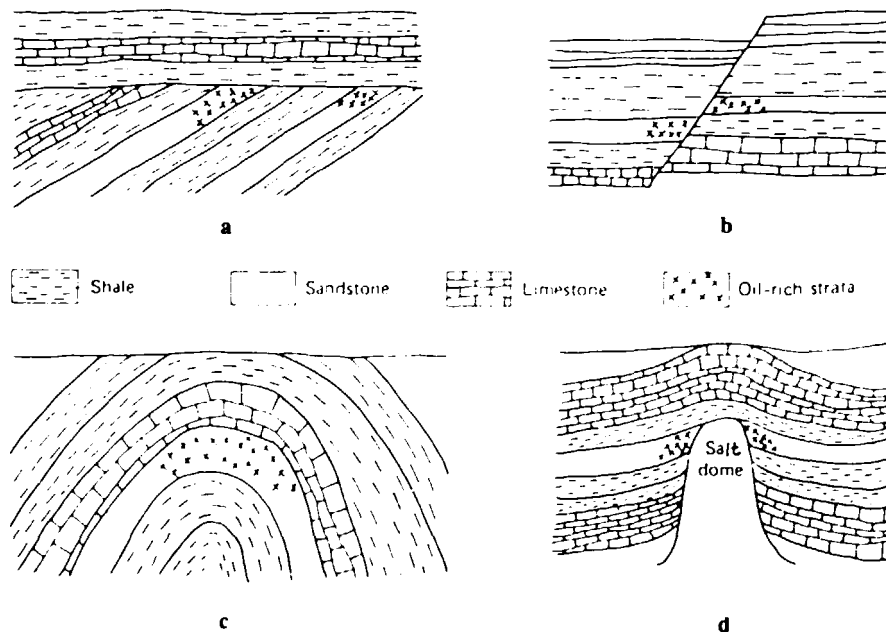 a
b
Shale
Sandstone
Limestone
Oil-rich strata
Salt
dome
c
d